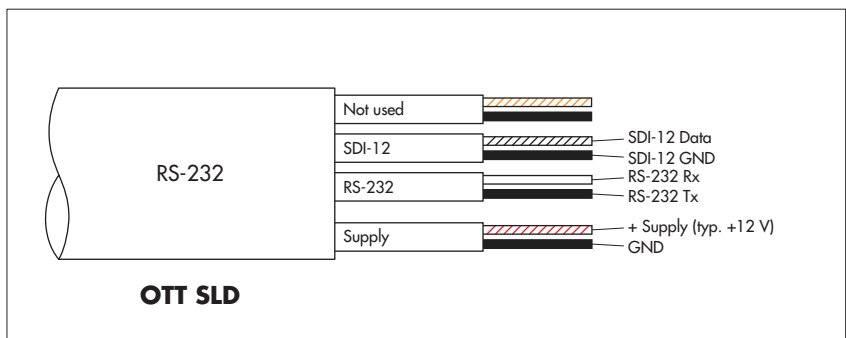 Not used
SDI-12
SDI-12 Data
SDI-12 GND
RS-232
RS-232
RS-232 Rx
RS-232 Tx
Supply
+ Supply (typ. +12 V)
GND
OTT SLD